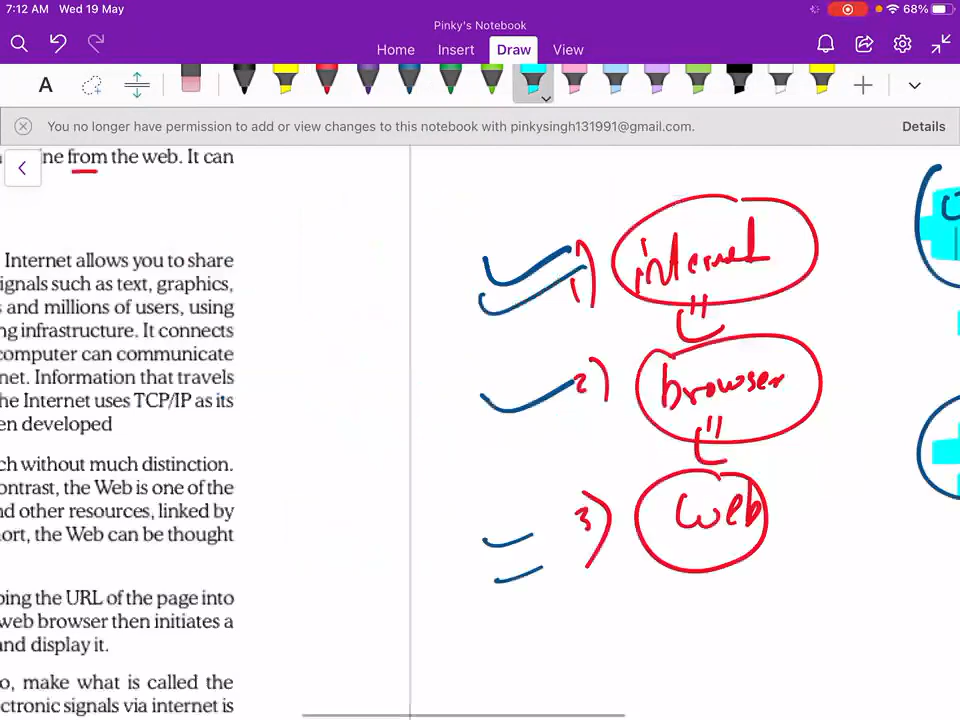 7:12 AM Wed 19 May
68%
Pinky's Notebook
Home Insert Draw View
A
You no longer have permission to add or view changes to this notebook with pinkysingh131991@gmail.com. Details
ine from the web. It can
Internet allows you to share
ignals such as text, graphics,
s and millions of users, using
ng infrastructure. It connects
computer can communicate
net. Information that travels
he Internet uses TCP/IP as its
en developed
ch without much distinction.
ontrast, the Web is one of the
nd other resources, linked by
ort, the Web can be thought
ping the URL of the page into
web browser then initiates a
and display it.
o, make what is called the
ectronic signals via internet is
1) internet
2) browser
3) web